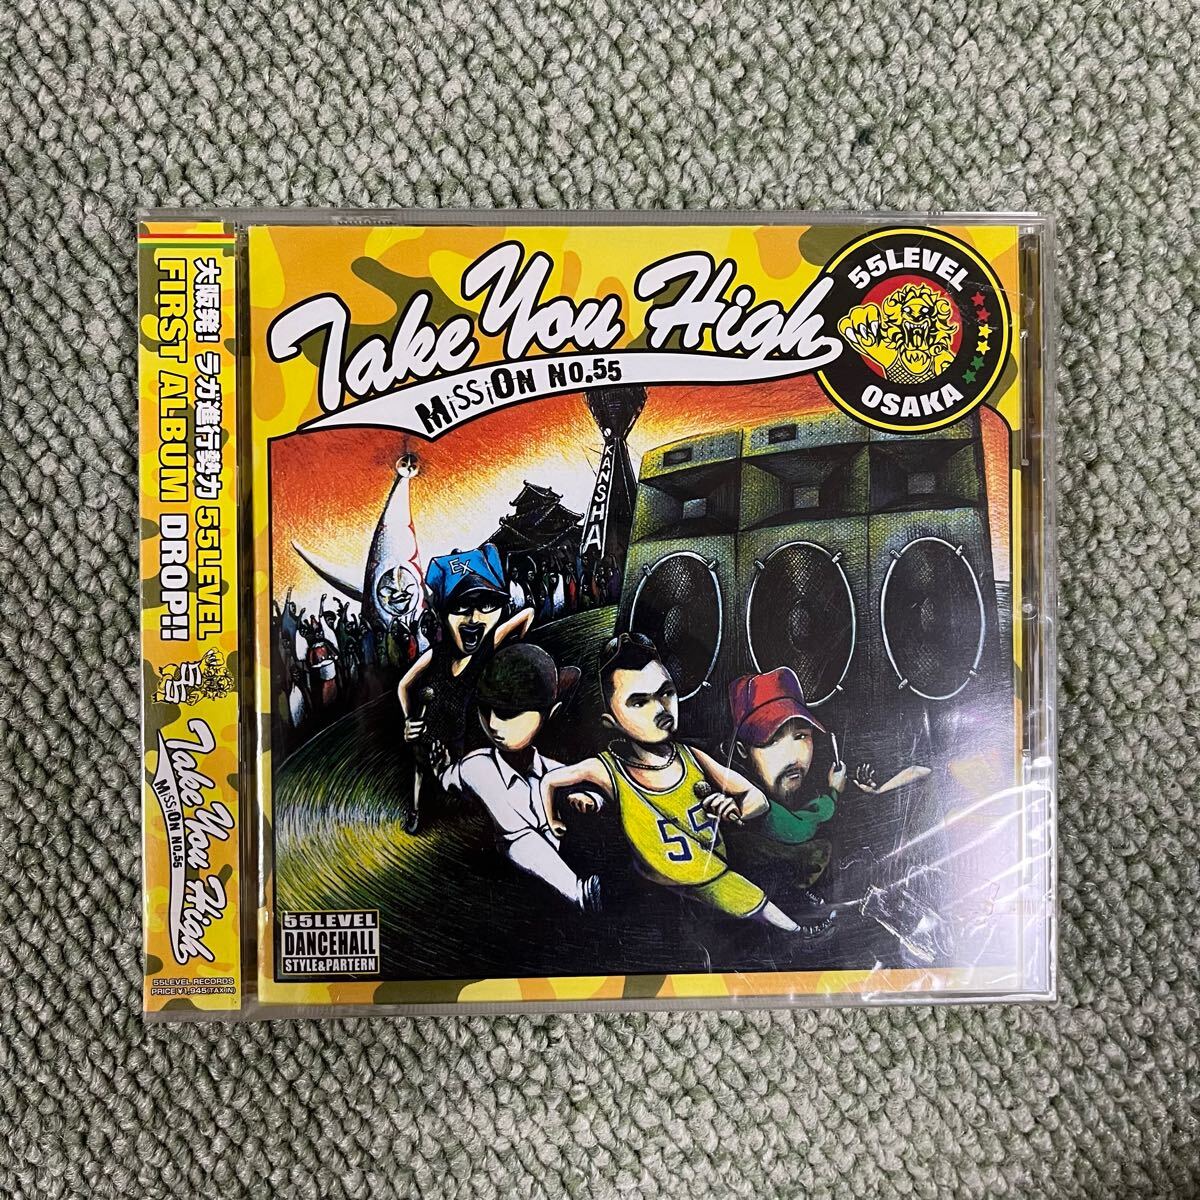 大阪発! ラガ進行勢力 55LEVEL
FIRST ALBUM DROP!!
55
Take You High
MiSSiON No.55
55LEVEL RECORDS
PRICE ¥1,945(TAX IN)
Take You High
MiSSiON No.55
55LEVEL
OSAKA
KANSHA
EX
55
55LEVEL
DANCEHALL
STYLE&PARTERN